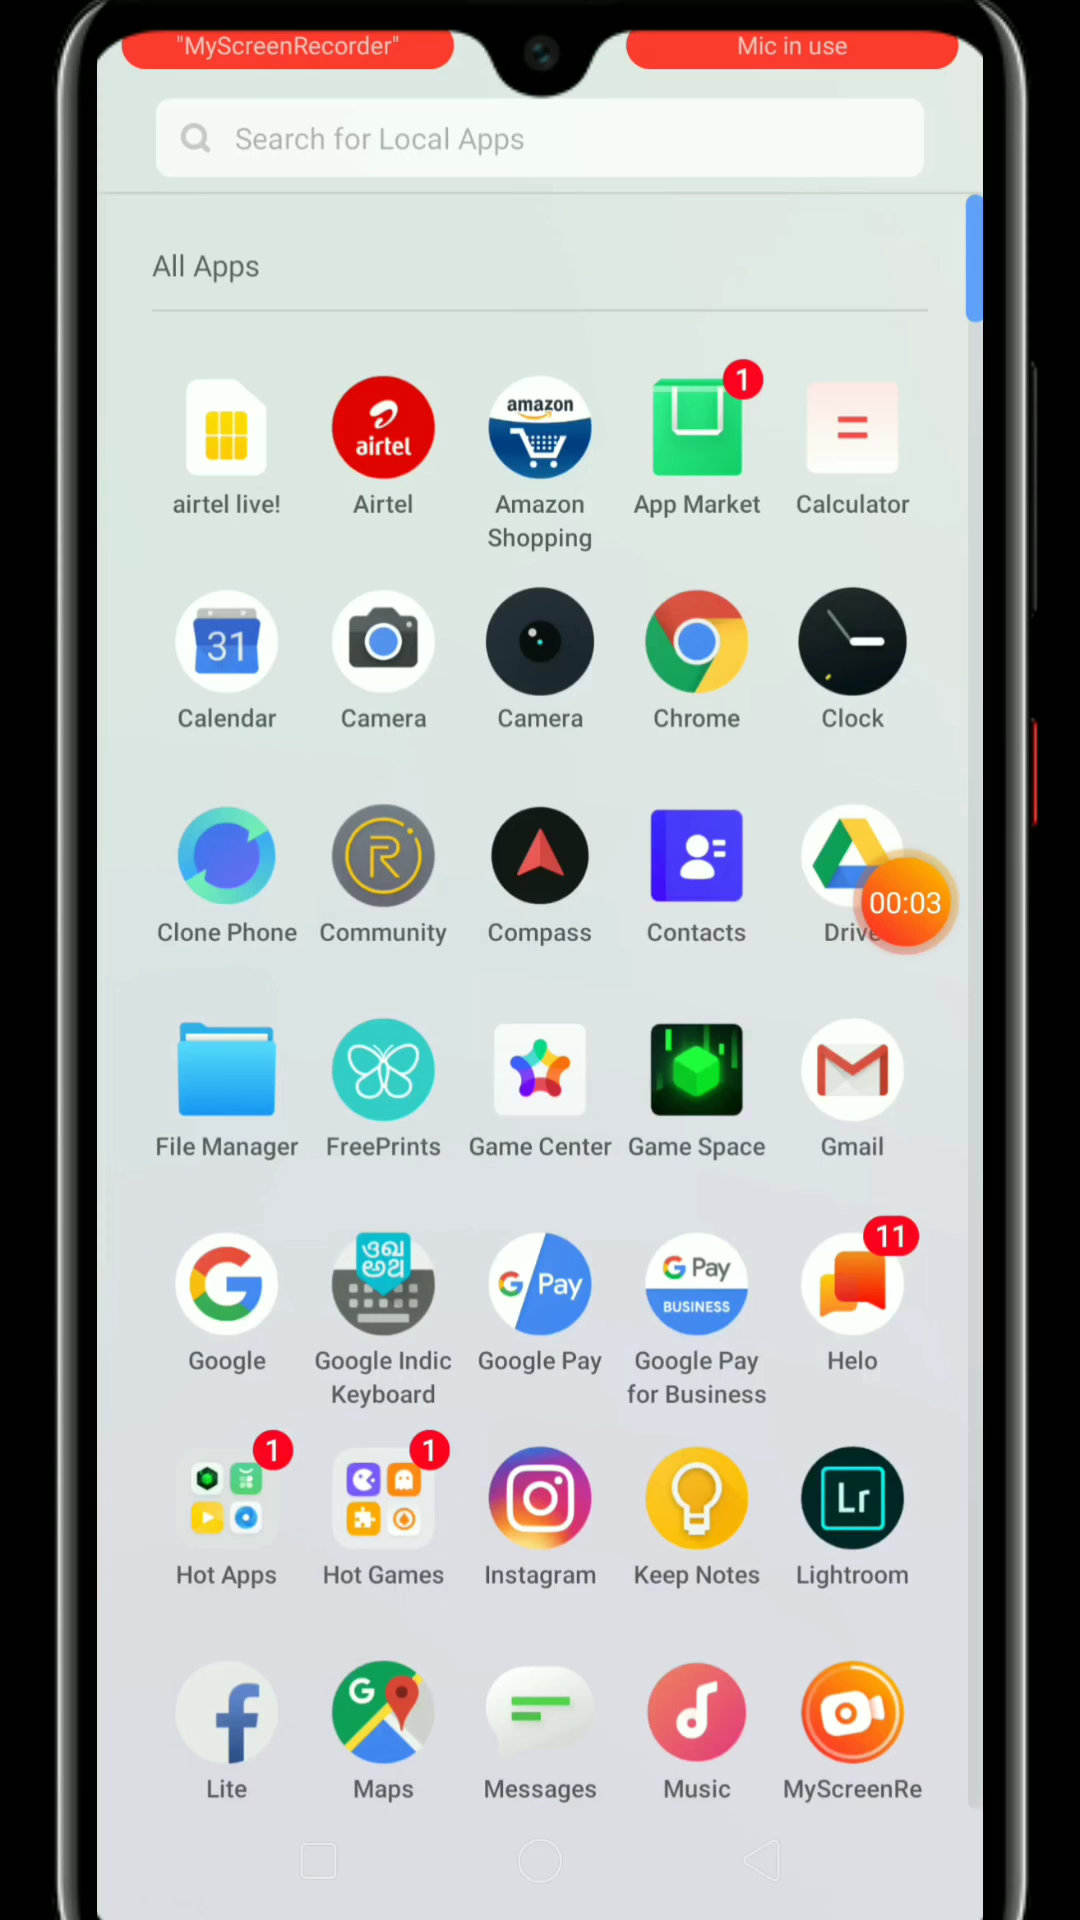 "MyScreenRecorder"
Mic in use
Search for Local Apps
All Apps
1
amazon
airtel
airtel live!
Airtel
Amazon
Shopping
App Market
Calculator
31
Calendar
Camera
Camera
Chrome
Clock
R
00:03
Clone Phone
Community
Compass
Contacts
Drive
File Manager
FreePrints
Game Center
Game Space
Gmail
11
G Pay
G Pay
BUSINESS
Google
Google Indic
Keyboard
Google Pay
Google Pay
for Business
Helo
1
1
Lr
Hot Apps
Hot Games
Instagram
Keep Notes
Lightroom
f
G
Lite
Maps
Messages
Music
MyScreenRe